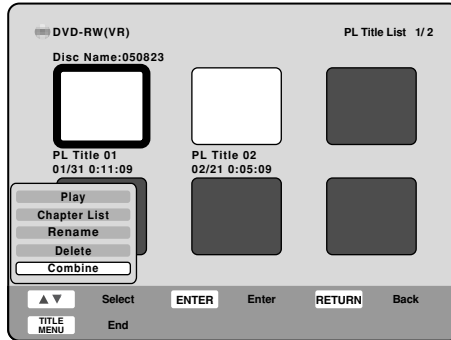 DVD-RW(VR) PL Title List 1/2
Disc Name:050823
PL Title 01 PL Title 02
01/31 0:11:09 02/21 0:05:09
Play
Chapter List
Rename
Delete
Combine
▲▼ Select ENTER Enter RETURN Back
TITLE MENU End